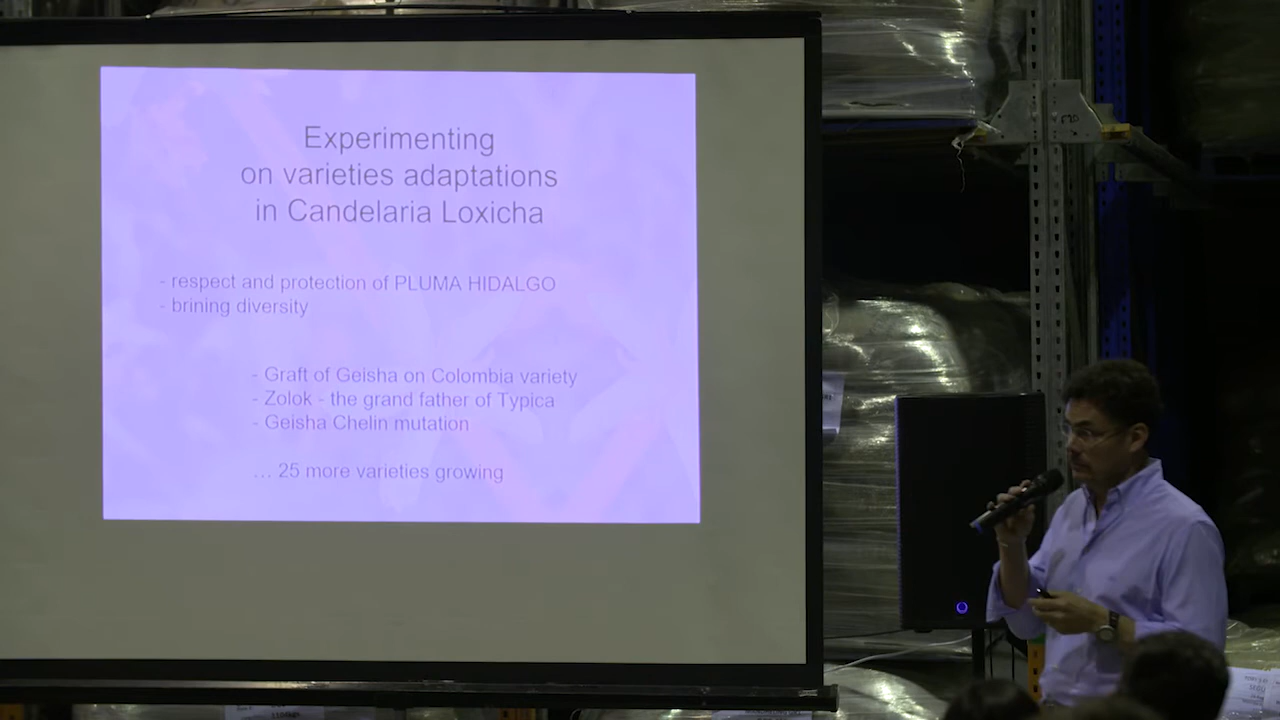 Experimenting
on varieties adaptations
in Candelaria Loxicha
- respect and protection of PLUMA HIDALGO
- brining diversity
- Graft of Geisha on Colombia variety
- Zolok - the grand father of Typica
- Geisha Chelin mutation
... 25 more varieties growing